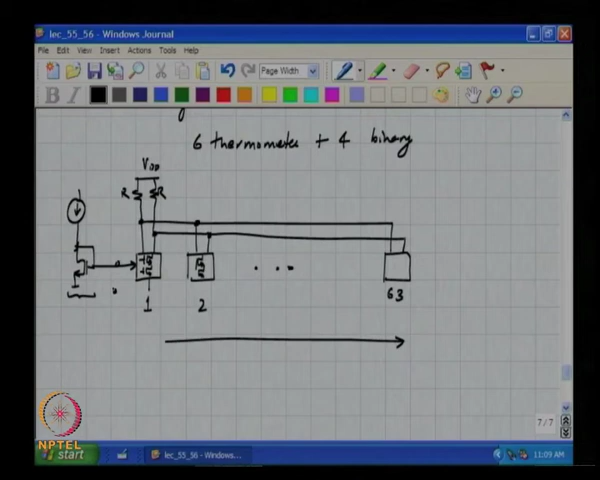 lec_55_56 - Windows Journal
File Edit View Insert Actions Tools Help
Page Width
B I
6 thermometer + 4 binary
VDD
R R
1 2 63
7/7
NPTEL
start lec_55_56 - Windows... 11:09 AM